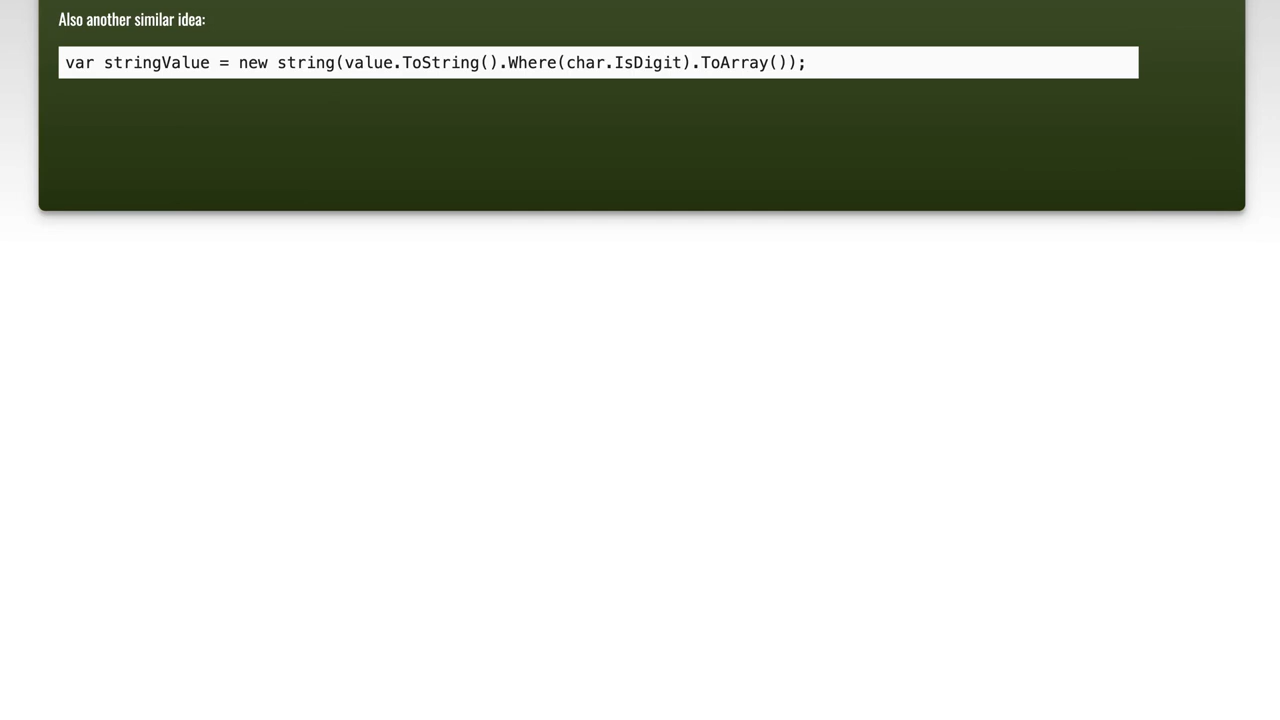 Also another similar idea:
var stringValue = new string(value.ToString().Where(char.IsDigit).ToArray());